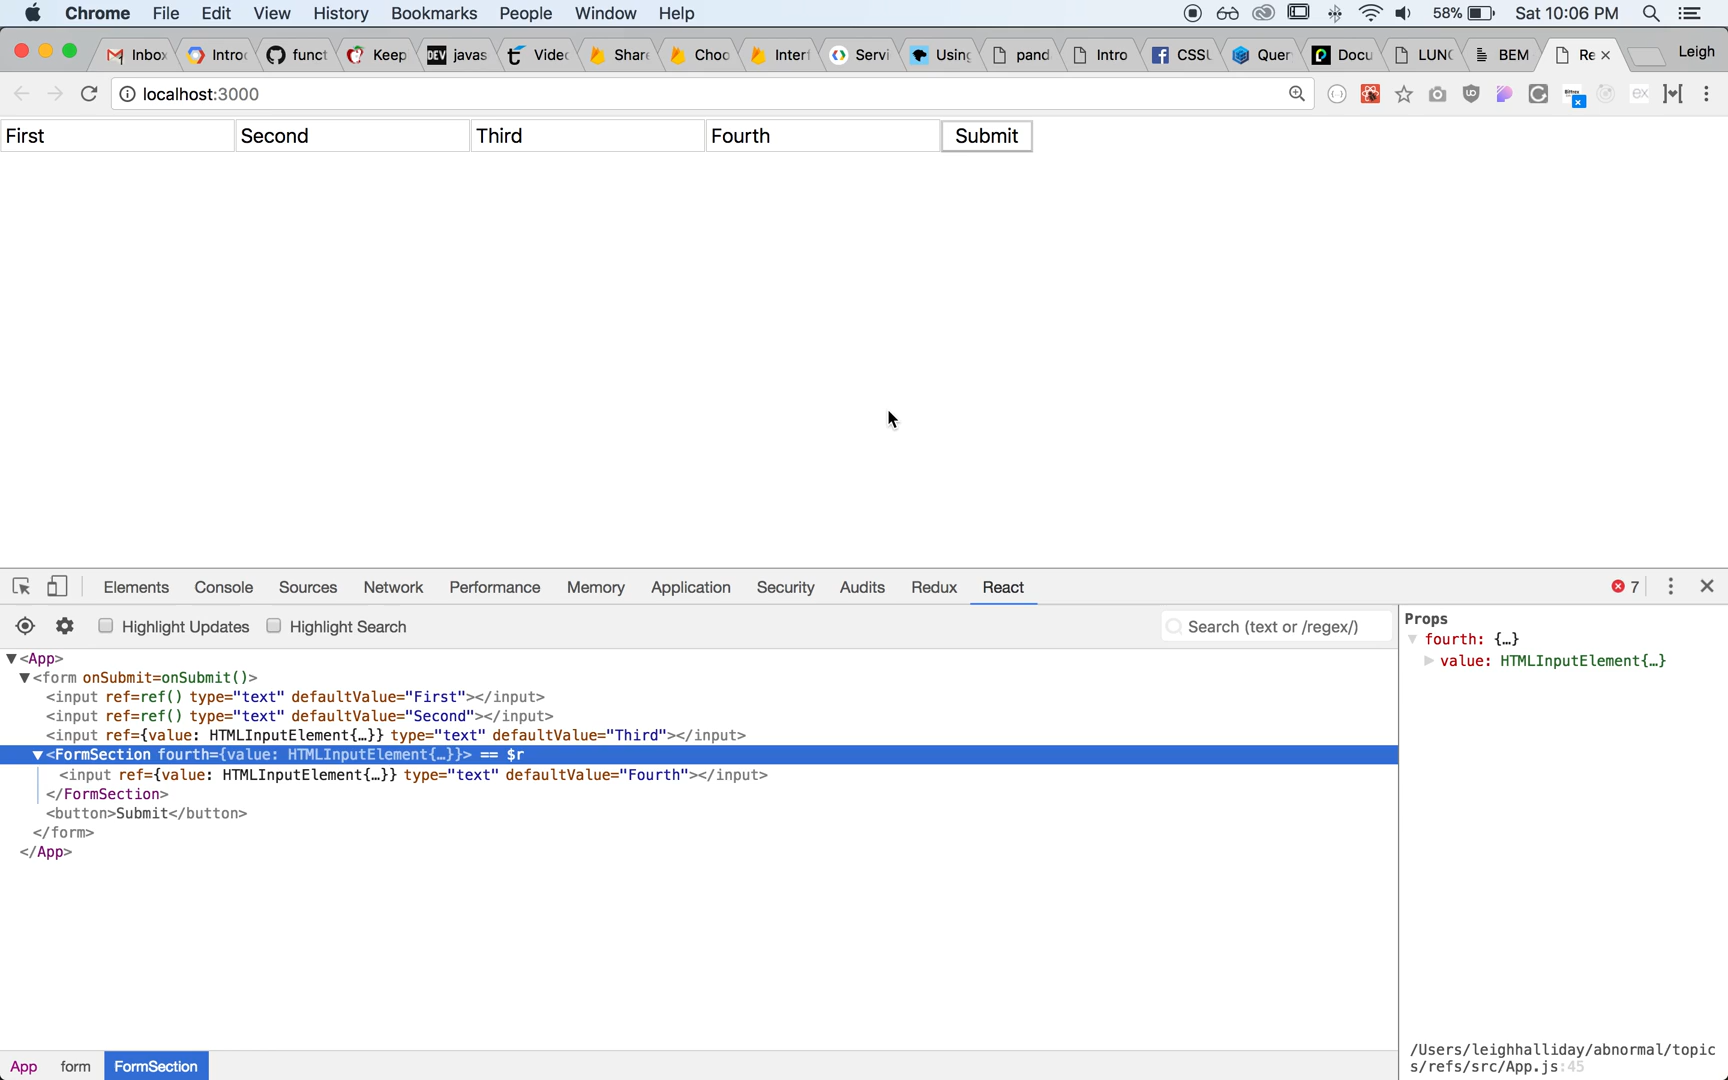 Chrome File Edit View History Bookmarks People Window Help 58% Sat 10:06 PM
Inbox Introd funct Keep DEV javas Vide Share Choo Interf Servi Using pand Intro CSSU Quer Docu LUNC BEM Re Leigh
localhost:3000
First Second Third Fourth Submit
Elements Console Sources Network Performance Memory Application Security Audits Redux React 7
Highlight Updates Highlight Search Search (text or /regex/)
Props
fourth: {…}
value: HTMLInputElement{…}
<App>
<form onSubmit=onSubmit()>
<input ref=ref() type="text" defaultValue="First"></input>
<input ref=ref() type="text" defaultValue="Second"></input>
<input ref={value: HTMLInputElement{…}} type="text" defaultValue="Third"></input>
<FormSection fourth={value: HTMLInputElement{…}}> == $r
<input ref={value: HTMLInputElement{…}} type="text" defaultValue="Fourth"></input>
</FormSection>
<button>Submit</button>
</form>
</App>
/Users/leighhalliday/abnormal/topic
s/refs/src/App.js:45
App form FormSection